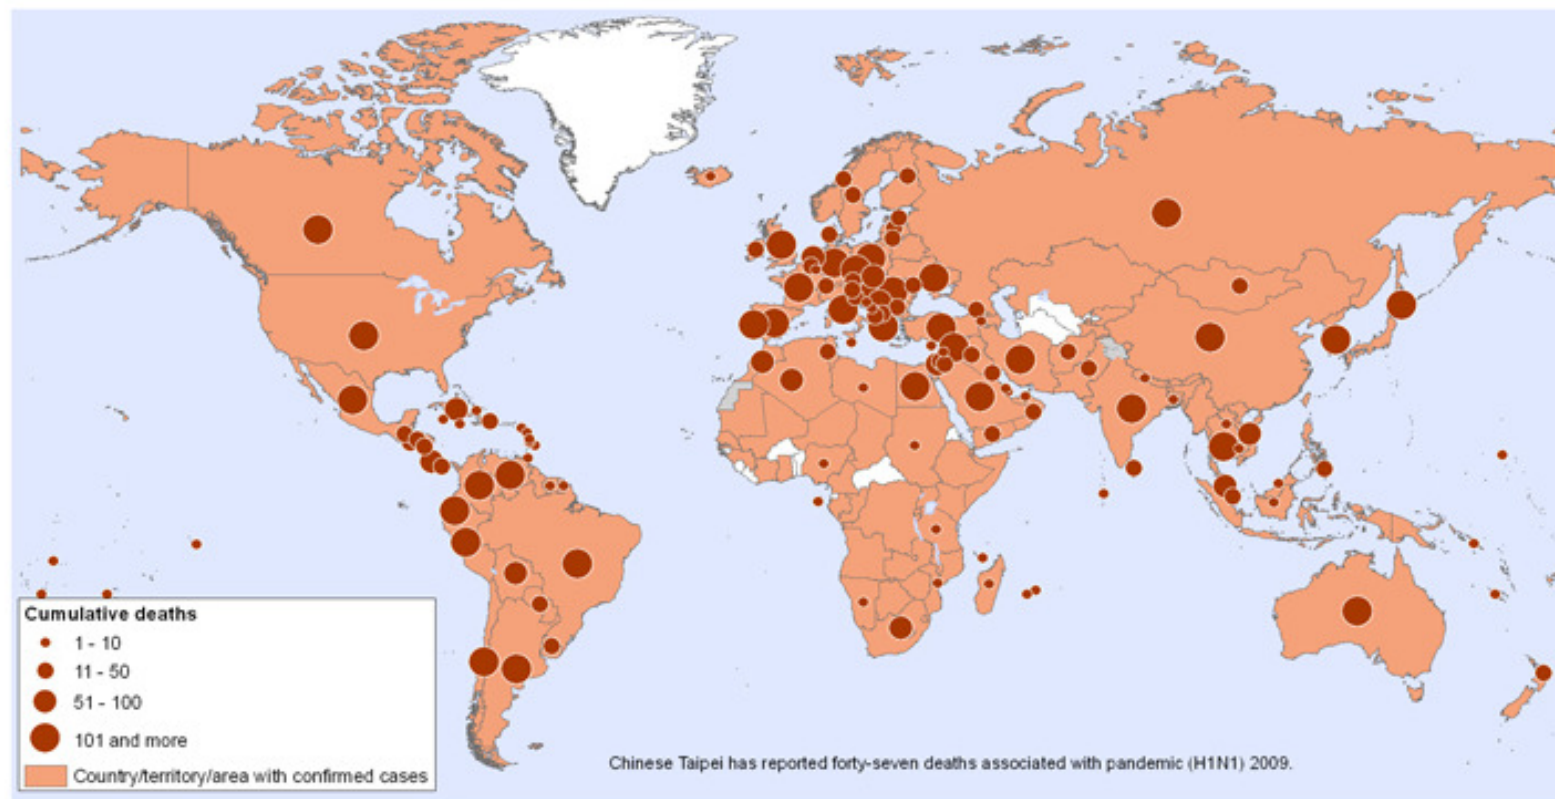 Cumulative deaths
1 - 10
11 - 50
51 - 100
101 and more
Country/territory/area with confirmed cases
Chinese Taipei has reported forty-seven deaths associated with pandemic (H1N1) 2009.